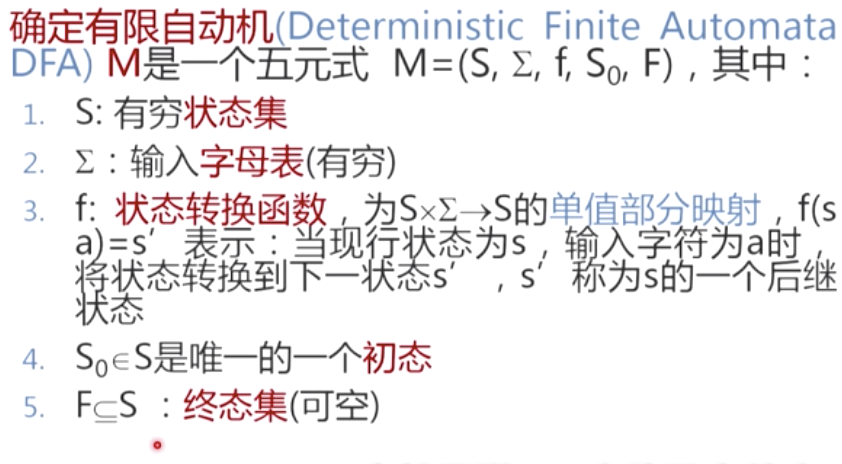 确定有限自动机(Deterministic Finite Automata
DFA) M是一个五元式 M=(S, Σ, f, S₀, F)，其中：
1. S: 有穷状态集
2. Σ：输入字母表(有穷)
3. f: 状态转换函数，为S×Σ→S的单值部分映射，f(s
a)=s’表示：当现行状态为s，输入字符为a时，
将状态转换到下一状态s’，s’称为s的一个后继
状态
4. S₀∈S是唯一的一个初态
5. F⊆S ：终态集(可空)